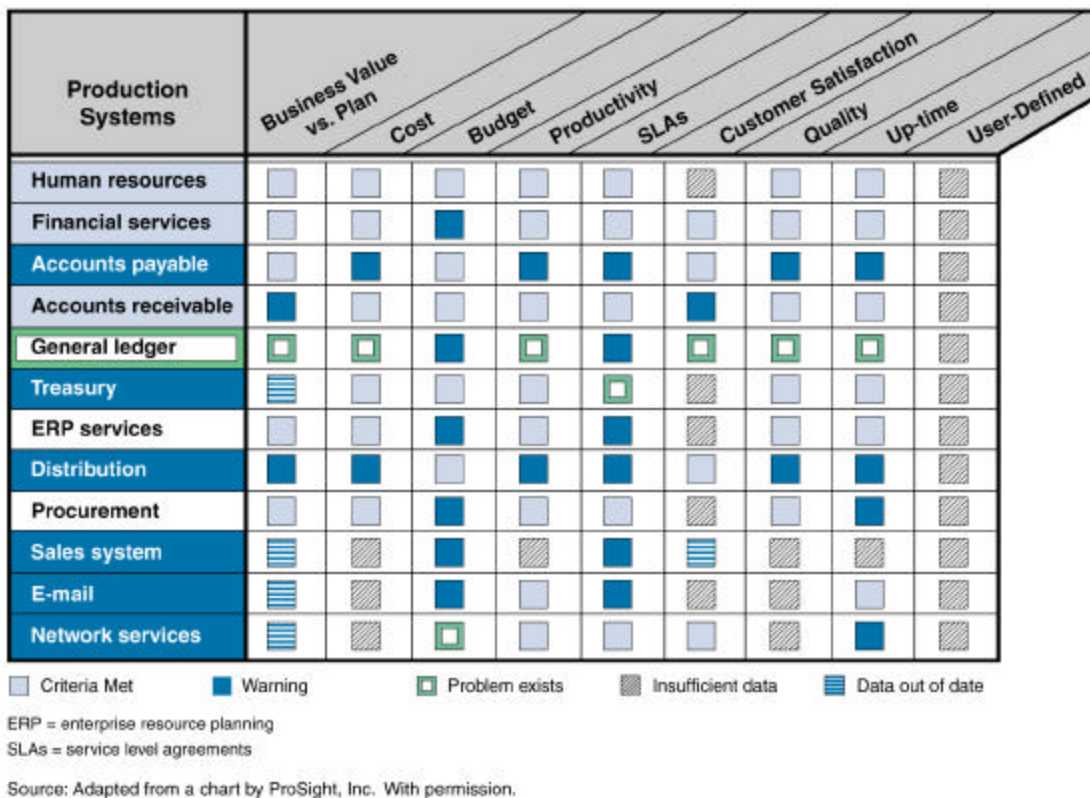 Production
Systems
Business Value
vs. Plan
Cost
Budget
Productivity
SLAs
Customer Satisfaction
Quality
Up-time
User-Defined
Human resources
Financial services
Accounts payable
Accounts receivable
General ledger
Treasury
ERP services
Distribution
Procurement
Sales system
E-mail
Network services
Criteria Met
Warning
Problem exists
Insufficient data
Data out of date
ERP = enterprise resource planning
SLAs = service level agreements
Source: Adapted from a chart by ProSight, Inc. With permission.